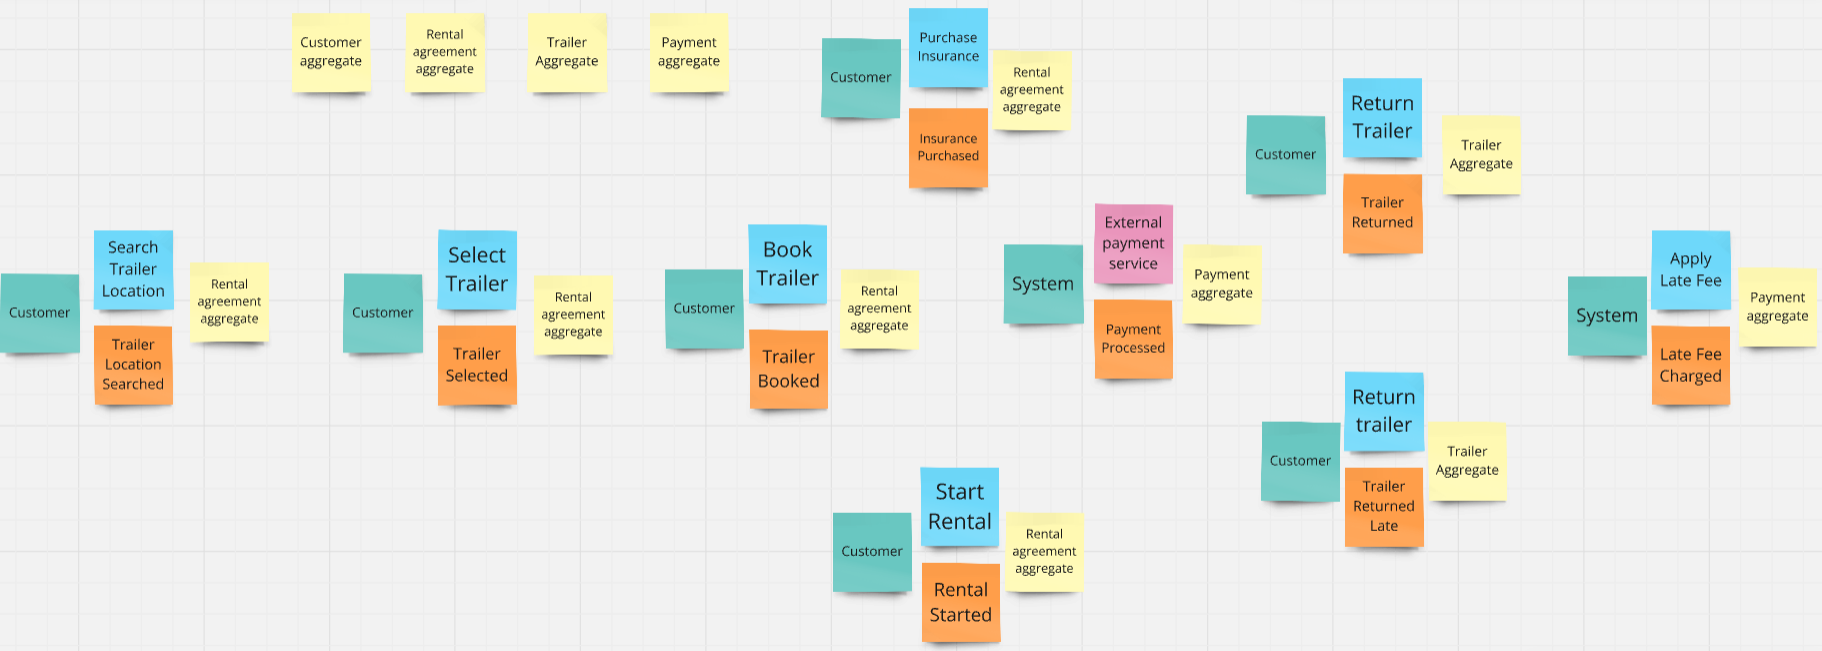 Customer
aggregate
Rental
agreement
aggregate
Trailer
Aggregate
Payment
aggregate
Customer
Purchase
Insurance
Rental
agreement
aggregate
Insurance
Purchased
Customer
Return
Trailer
Trailer
Aggregate
Trailer
Returned
Customer
Search
Trailer
Location
Rental
agreement
aggregate
Trailer
Location
Searched
Customer
Select
Trailer
Rental
agreement
aggregate
Trailer
Selected
Customer
Book
Trailer
Rental
agreement
aggregate
Trailer
Booked
System
External
payment
service
Payment
aggregate
Payment
Processed
System
Apply
Late Fee
Payment
aggregate
Late Fee
Charged
Customer
Return
trailer
Trailer
Aggregate
Trailer
Returned
Late
Customer
Start
Rental
Rental
agreement
aggregate
Rental
Started